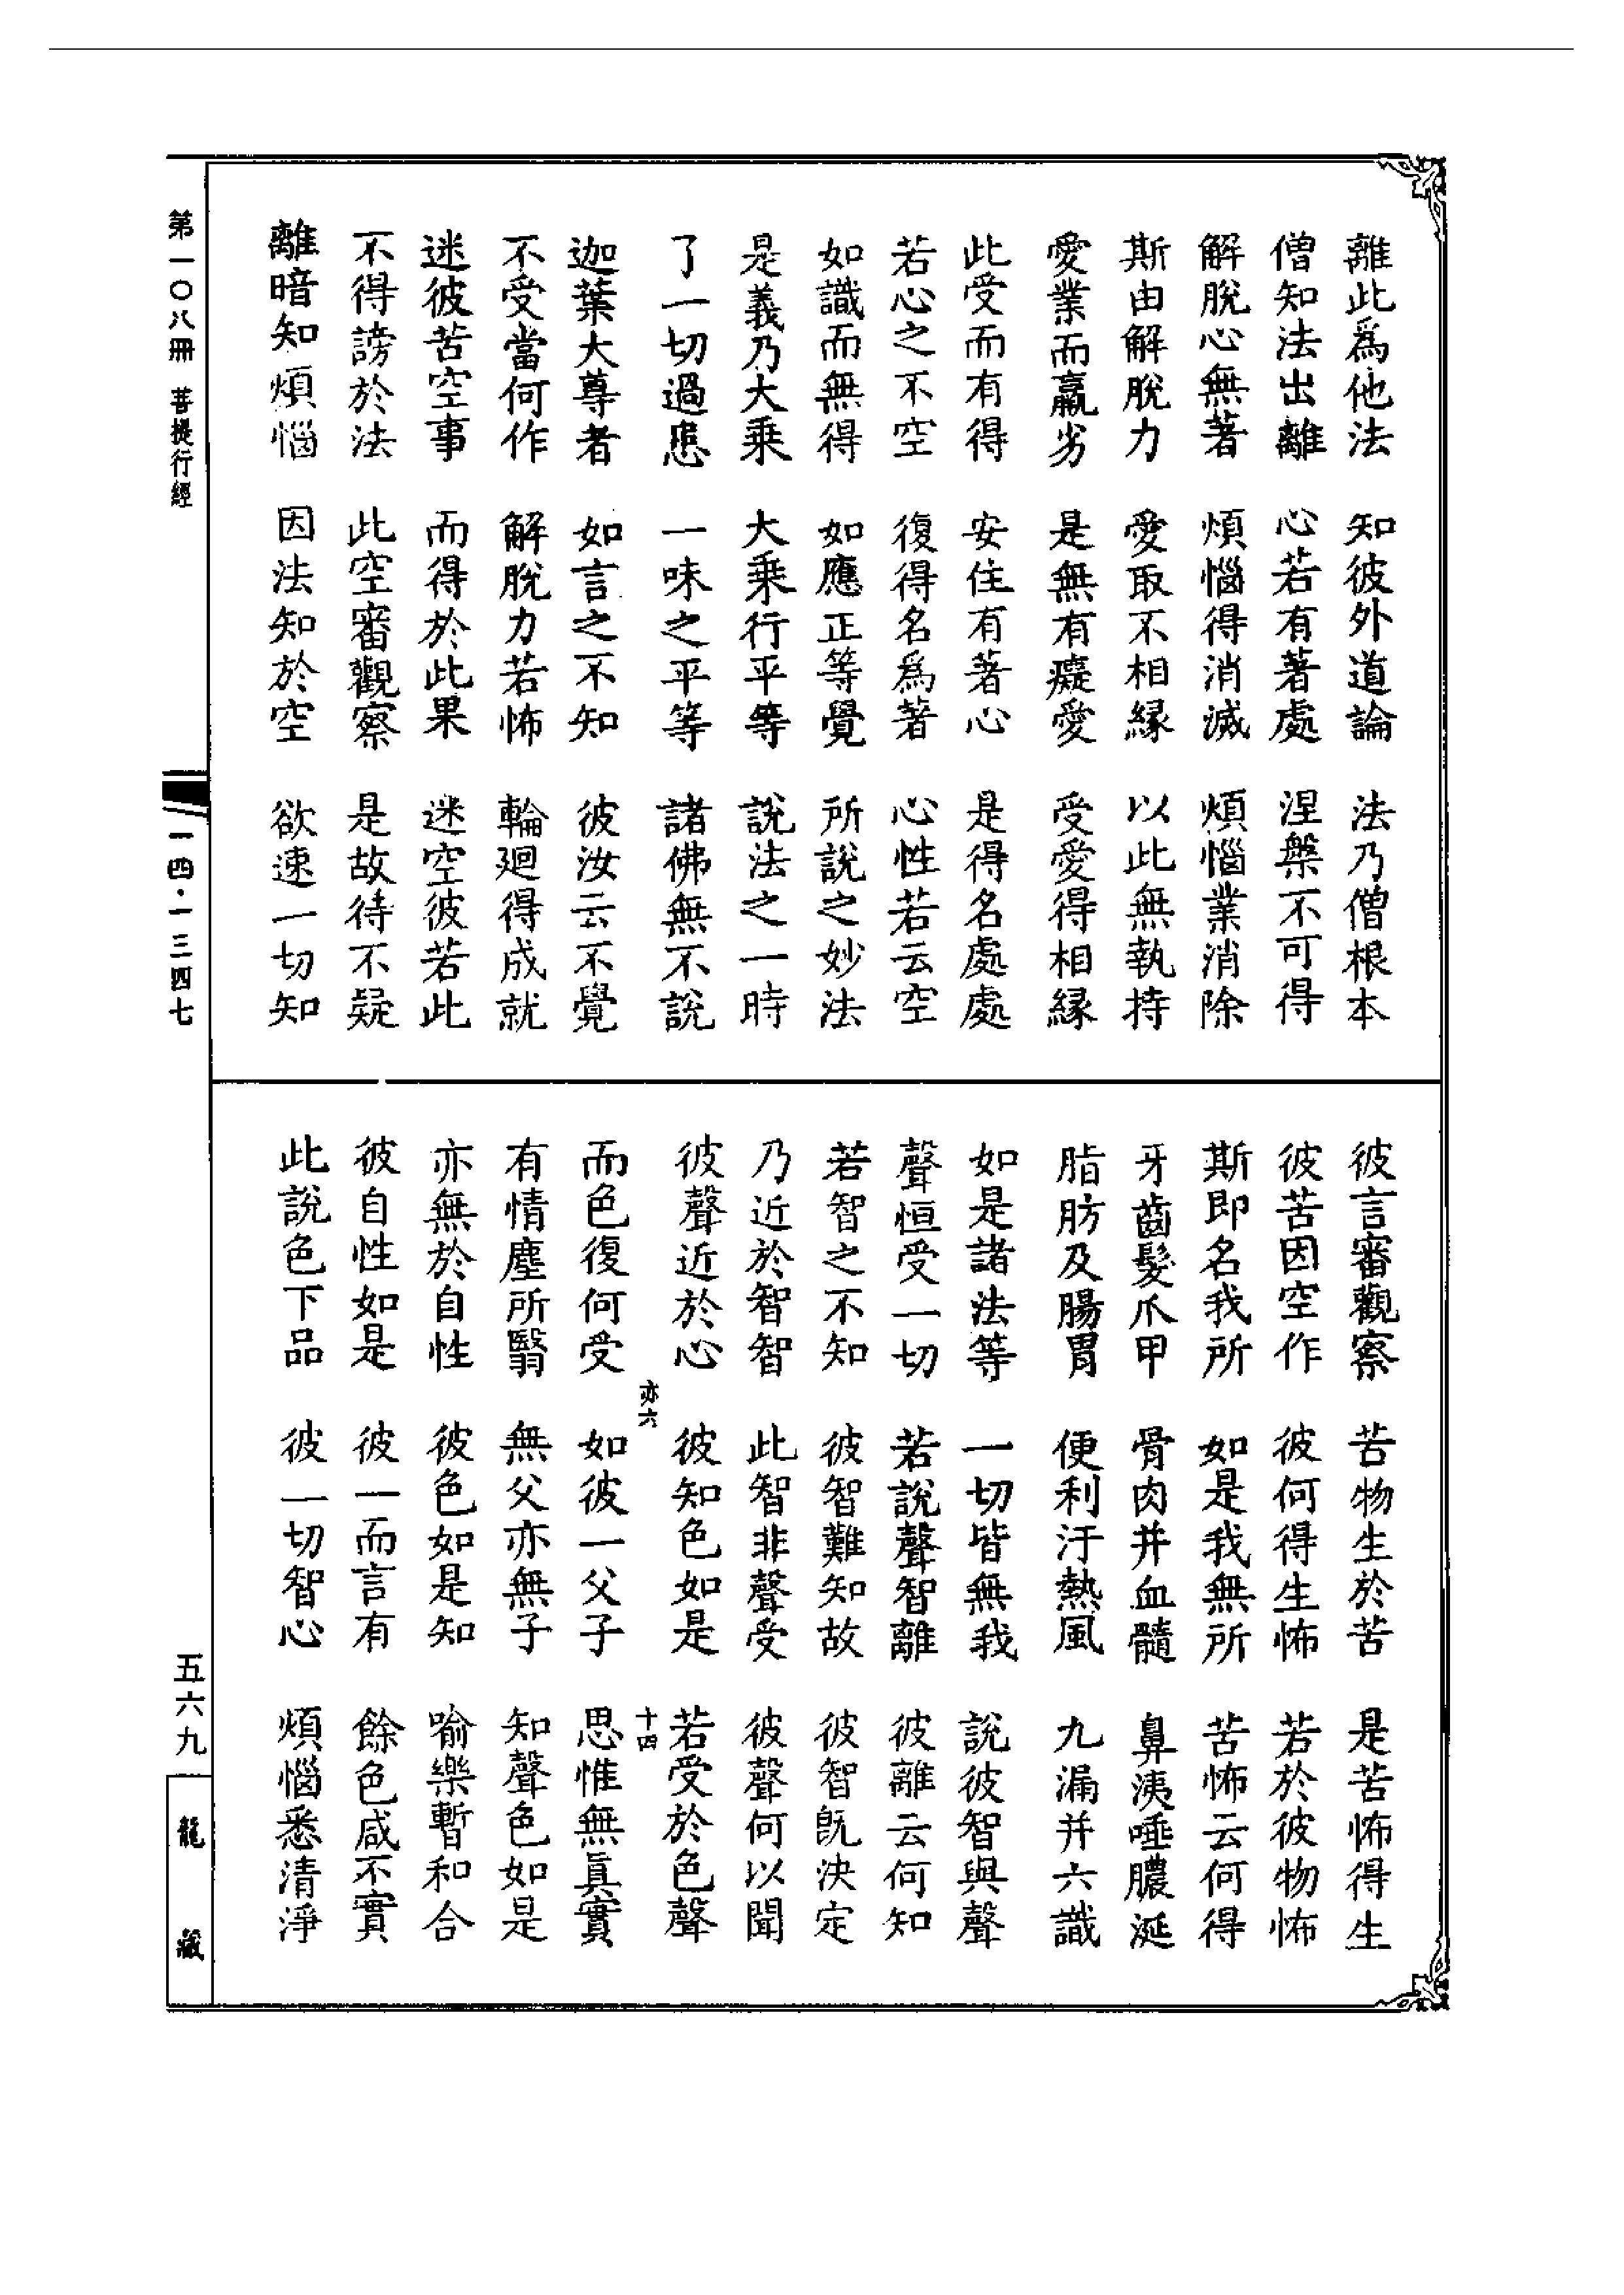 離此爲他法　知彼外道論　法乃僧根本
僧知法出離　心若有著處　涅槃不可得
解脫心無著　煩惱得消滅　煩惱業消除
斯由解脫力　愛取不相緣　以此無執持
愛業而羸劣　是無有癡愛　受愛得相緣
此受而有得　安住有著心　是得名處處
若心之不空　復得名爲著　心性若云空
如識而無得　如應正等覺　所說之妙法
是義乃大乘　大乘行平等　說法之一時
了一切過患　一味之平等　諸佛無不說
迦葉大尊者　如言之不知　彼汝云不覺
不受當何作　解脫力若怖　輪迴得成就
迷彼苦空事　而得於此果　迷空彼若此
不得謗於法　此空審觀察　是故待不疑
離暗知煩惱　因法知於空　欲速一切知
彼言審觀察　苦物生於苦　是苦怖得生
彼苦因空作　彼何得生怖　若於彼物怖
斯即名我所　如是我無所　苦怖云何得
牙齒髮爪甲　骨肉并血髓　鼻洟唾膿涎
脂肪及腸胃　便利汗熱風　九漏并六識
如是諸法等　一切皆無我　說彼智與聲
聲恒受一切　若說聲智離　彼離云何知
若智之不知　彼智難知故　彼智旣決定
乃近於智智　此智非聲受　彼聲何以聞
彼聲近於心　彼知色如是　若受於色聲
亦六　十四
而色復何受　如彼一父子　思惟無眞實
有情塵所翳　無父亦無子　知聲色如是
亦無於自性　彼色如是知　喻樂暫和合
彼自性如是　彼一而言有　餘色咸不實
此說色下品　彼一切智心　煩惱悉清淨
第一〇八冊　菩提行經
一四·一三四七
五六九
龍藏